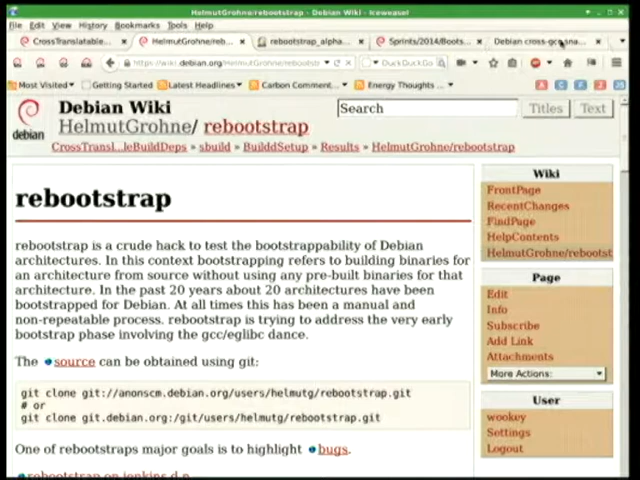 HelmutGrohne/rebootstrap - Debian Wiki - Iceweasel
File Edit View History Bookmarks Tools Help
CrossTranslatable... HelmutGrohne/reb... rebootstrap_alpha... Sprints/2014/Boots... Debian cross-gcc sna...
DuckDuckGo
Most Visited Getting Started Latest Headlines Carbon Comment... Energy Thoughts ...
Debian Wiki
HelmutGrohne/ rebootstrap
Search Titles Text
debian
CrossTransl...leBuildDeps » sbuild » BuilddSetup » Results » HelmutGrohne/rebootstrap
rebootstrap
rebootstrap is a crude hack to test the bootstrappability of Debian
architectures. In this context bootstrapping refers to building binaries for
an architecture from source without using any pre-built binaries for that
architecture. In the past 20 years about 20 architectures have been
bootstrapped for Debian. At all times this has been a manual and
non-repeatable process. rebootstrap is trying to address the very early
bootstrap phase involving the gcc/eglibc dance.
The source can be obtained using git:
git clone git://anonscm.debian.org/users/helmutg/rebootstrap.git
# or
git clone git.debian.org:/git/users/helmutg/rebootstrap.git
One of rebootstraps major goals is to highlight bugs.
rebootstrap on jenkins.d.n
Wiki
FrontPage
RecentChanges
FindPage
HelpContents
HelmutGrohne/rebootst
Page
Edit
Info
Subscribe
Add Link
Attachments
More Actions:
User
wookey
Settings
Logout